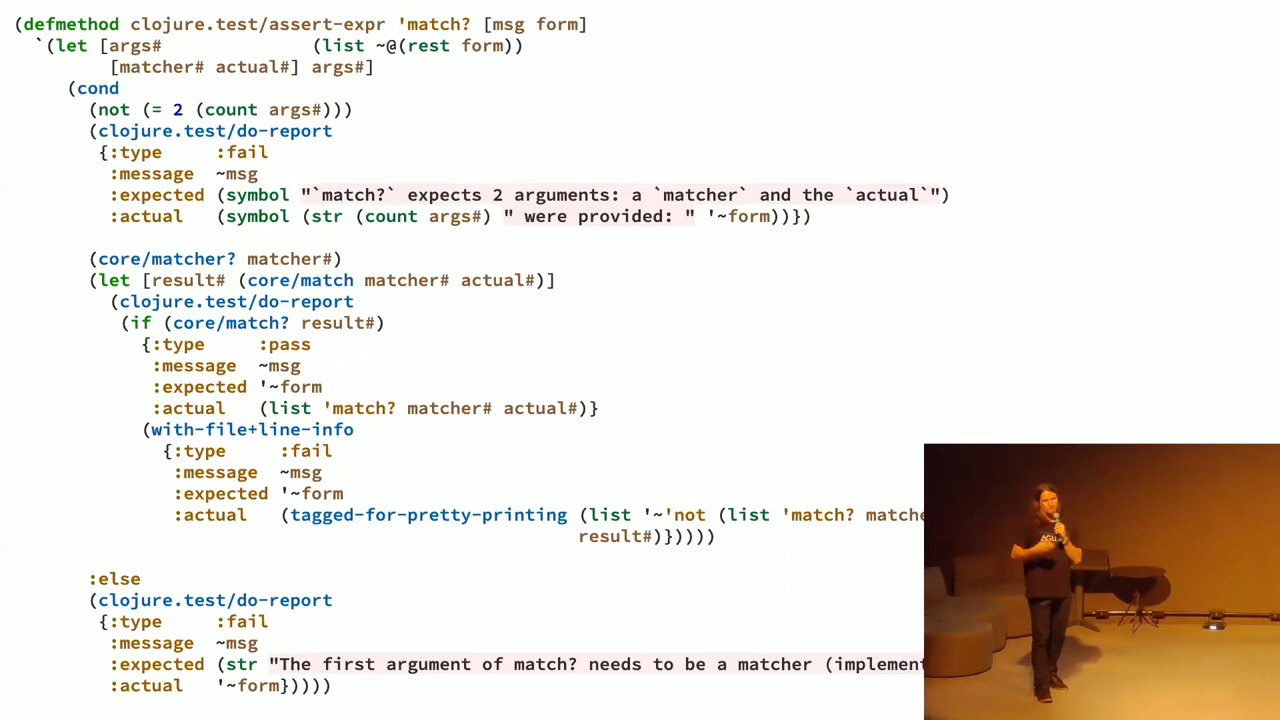 (defmethod clojure.test/assert-expr 'match? [msg form]
`(let [args# (list ~@(rest form))
[matcher# actual#] args#]
(cond
(not (= 2 (count args#)))
(clojure.test/do-report
{:type :fail
:message ~msg
:expected (symbol "`match?` expects 2 arguments: a `matcher` and the `actual`")
:actual (symbol (str (count args#) " were provided: " '~form))})
(core/matcher? matcher#)
(let [result# (core/match matcher# actual#)]
(clojure.test/do-report
(if (core/match? result#)
{:type :pass
:message ~msg
:expected '~form
:actual (list 'match? matcher# actual#)}
(with-file+line-info
{:type :fail
:message ~msg
:expected '~form
:actual (tagged-for-pretty-printing (list '~'not (list 'match? matche
result#)}))))
:else
(clojure.test/do-report
{:type :fail
:message ~msg
:expected (str "The first argument of match? needs to be a matcher (implement
:actual '~form}))))